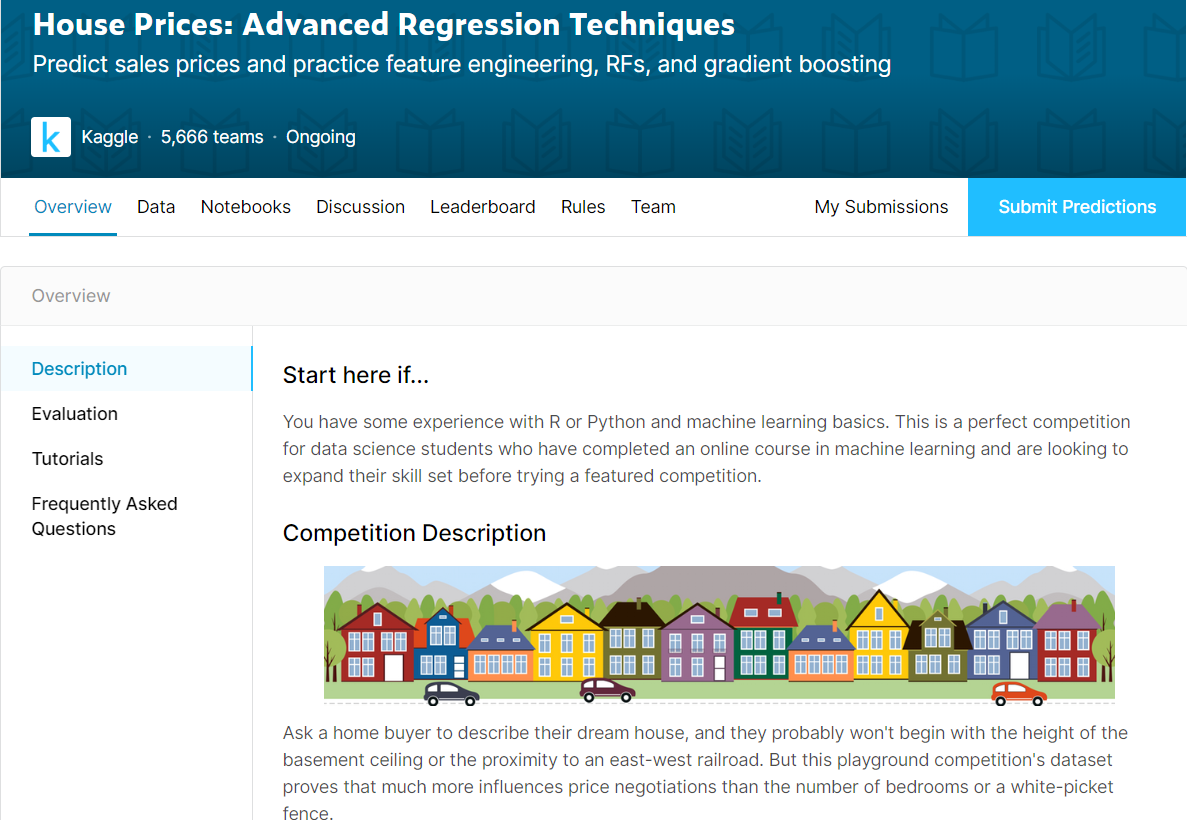 House Prices: Advanced Regression Techniques
Predict sales prices and practice feature engineering, RFs, and gradient boosting
k
Kaggle · 5,666 teams · Ongoing
Overview Data Notebooks Discussion Leaderboard Rules Team My Submissions Submit Predictions
Overview
Description
Evaluation
Tutorials
Frequently Asked
Questions
Start here if...
You have some experience with R or Python and machine learning basics. This is a perfect competition
for data science students who have completed an online course in machine learning and are looking to
expand their skill set before trying a featured competition.
Competition Description
Ask a home buyer to describe their dream house, and they probably won't begin with the height of the
basement ceiling or the proximity to an east-west railroad. But this playground competition's dataset
proves that much more influences price negotiations than the number of bedrooms or a white-picket
fence.